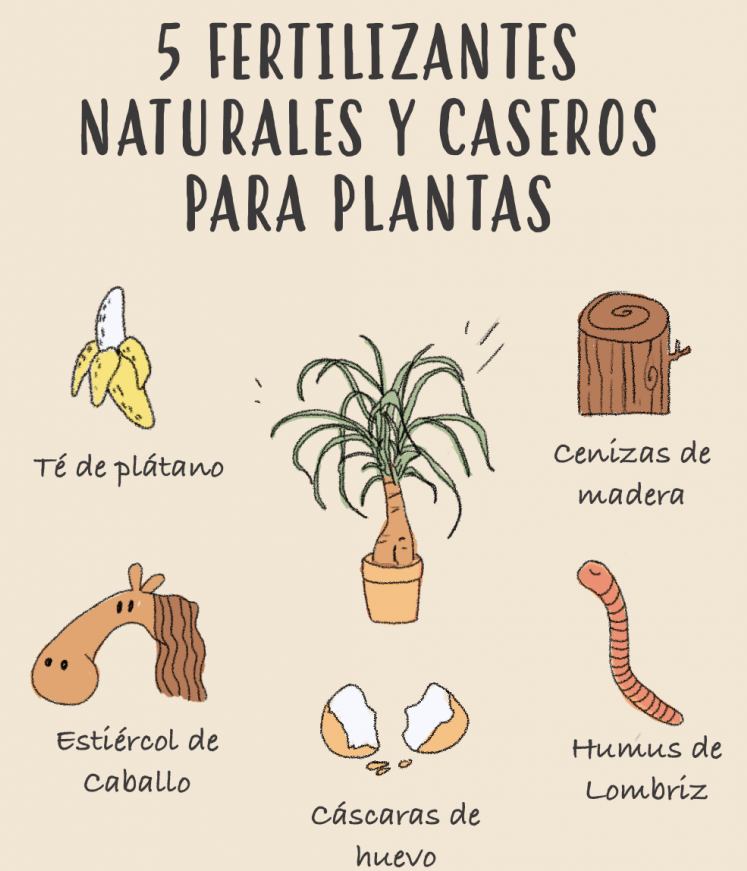 5 FERTILIZANTES
NATURALES Y CASEROS
PARA PLANTAS
Té de plátano
Cenizas de
madera
Estiércol de
Caballo
Cáscaras de
huevo
Humus de
Lombriz